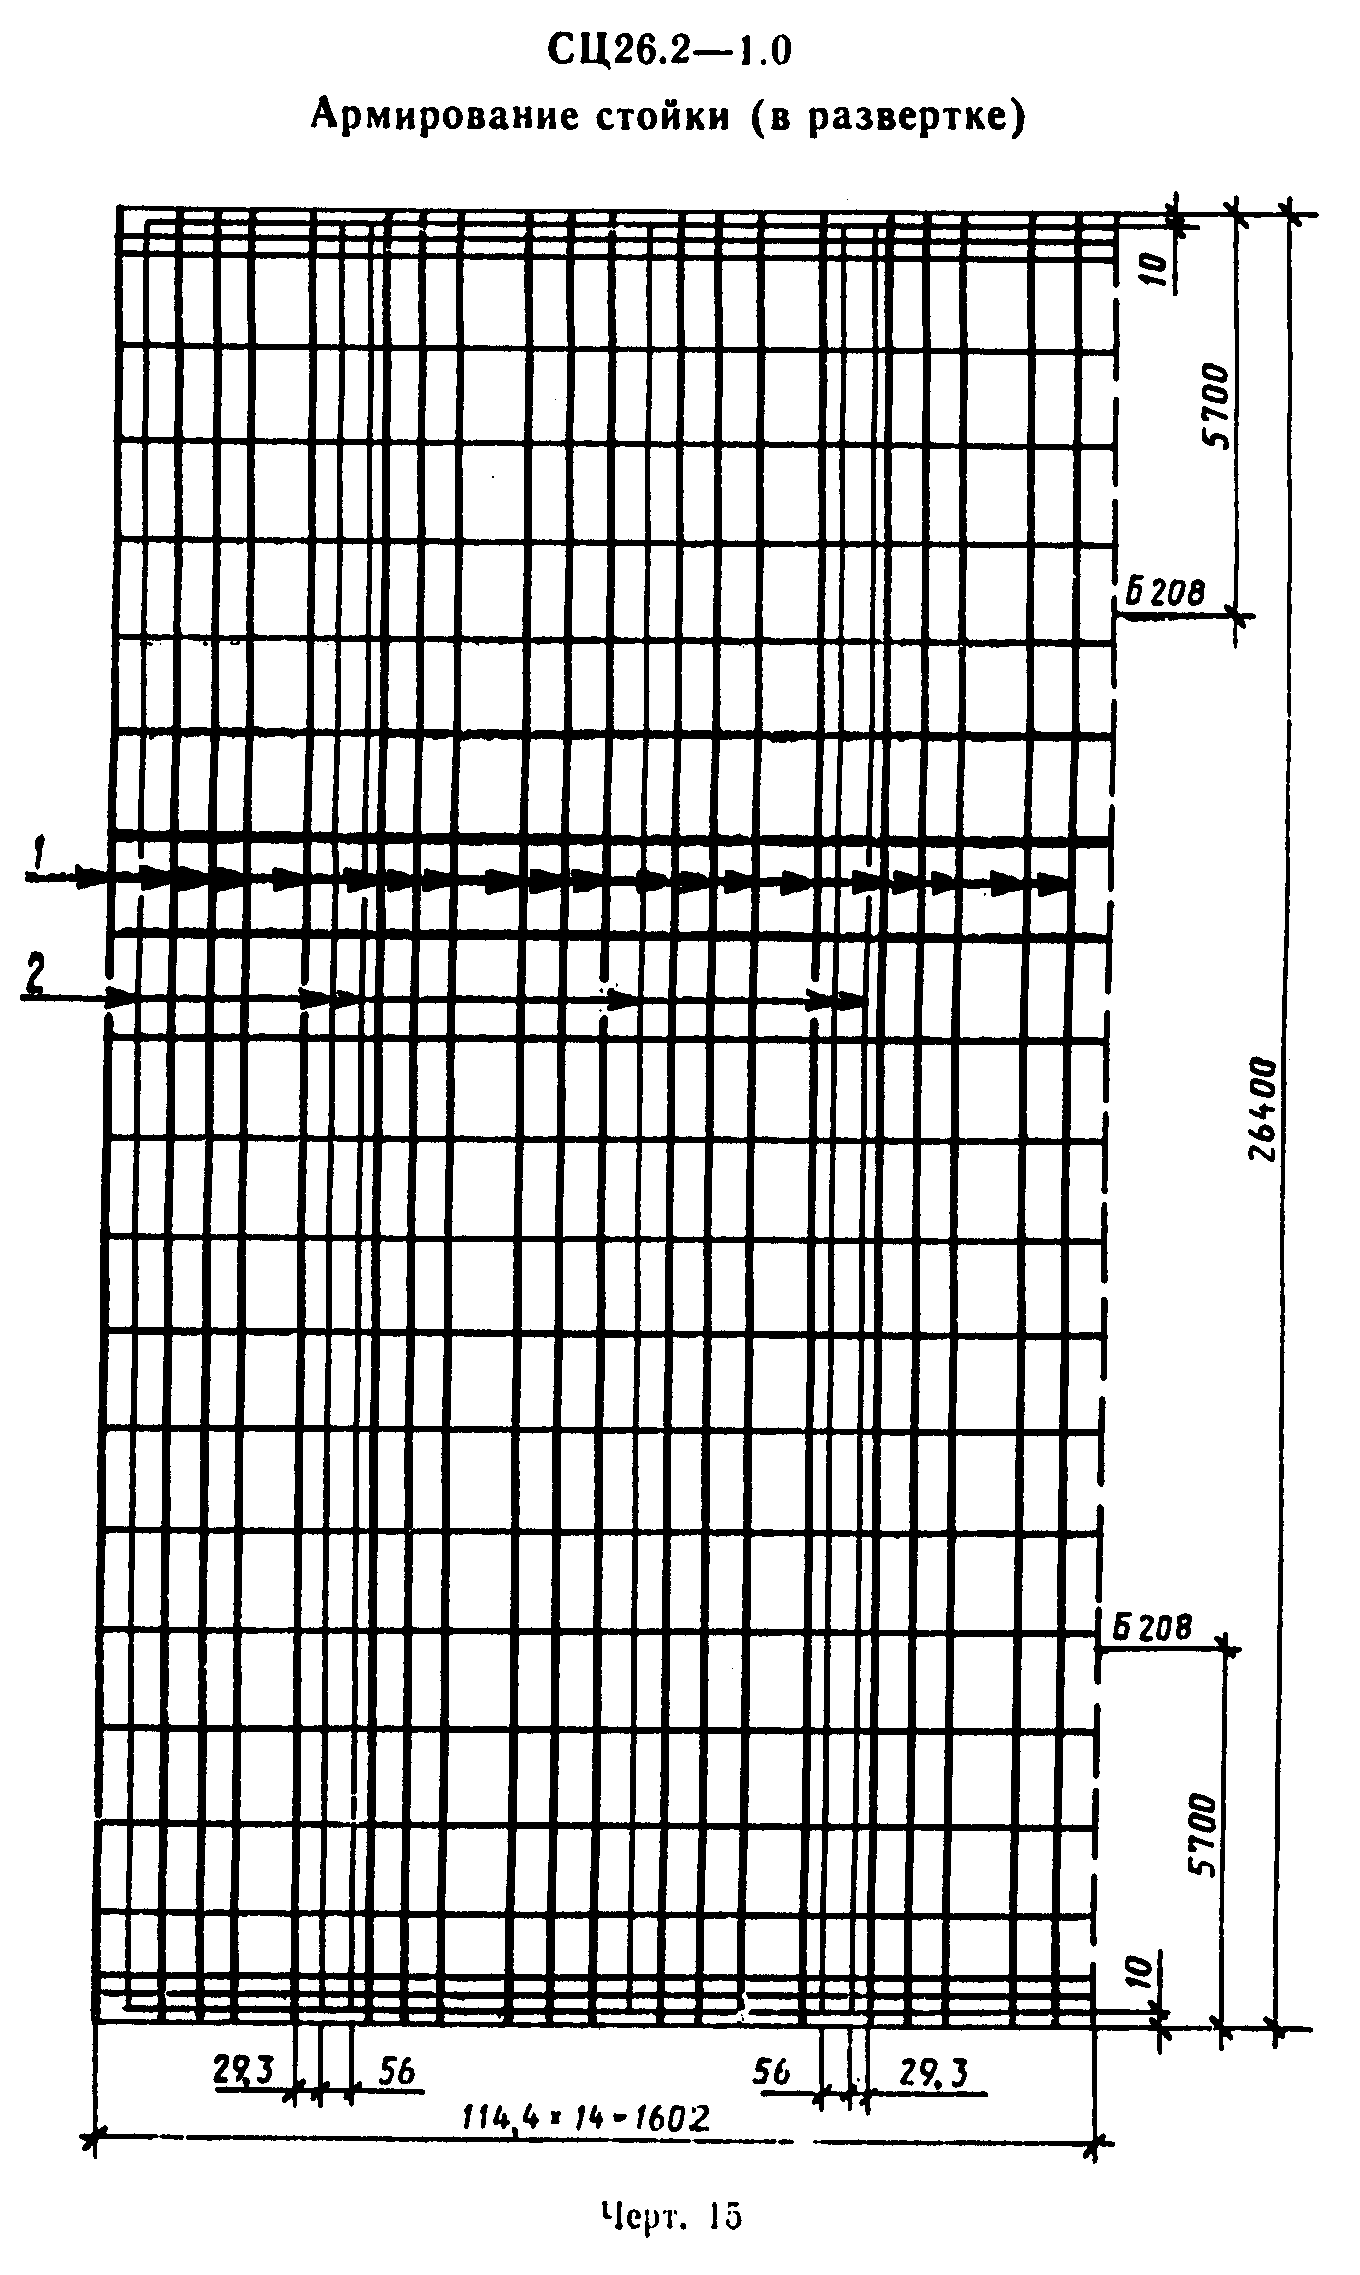 СЦ26.2—1.0
Армирование стойки (в развертке)
10
5700
Б 208
1
2
26400
Б 208
5700
10
29.3
56
56
29.3
114,4 × 14 = 1602
Черт. 15